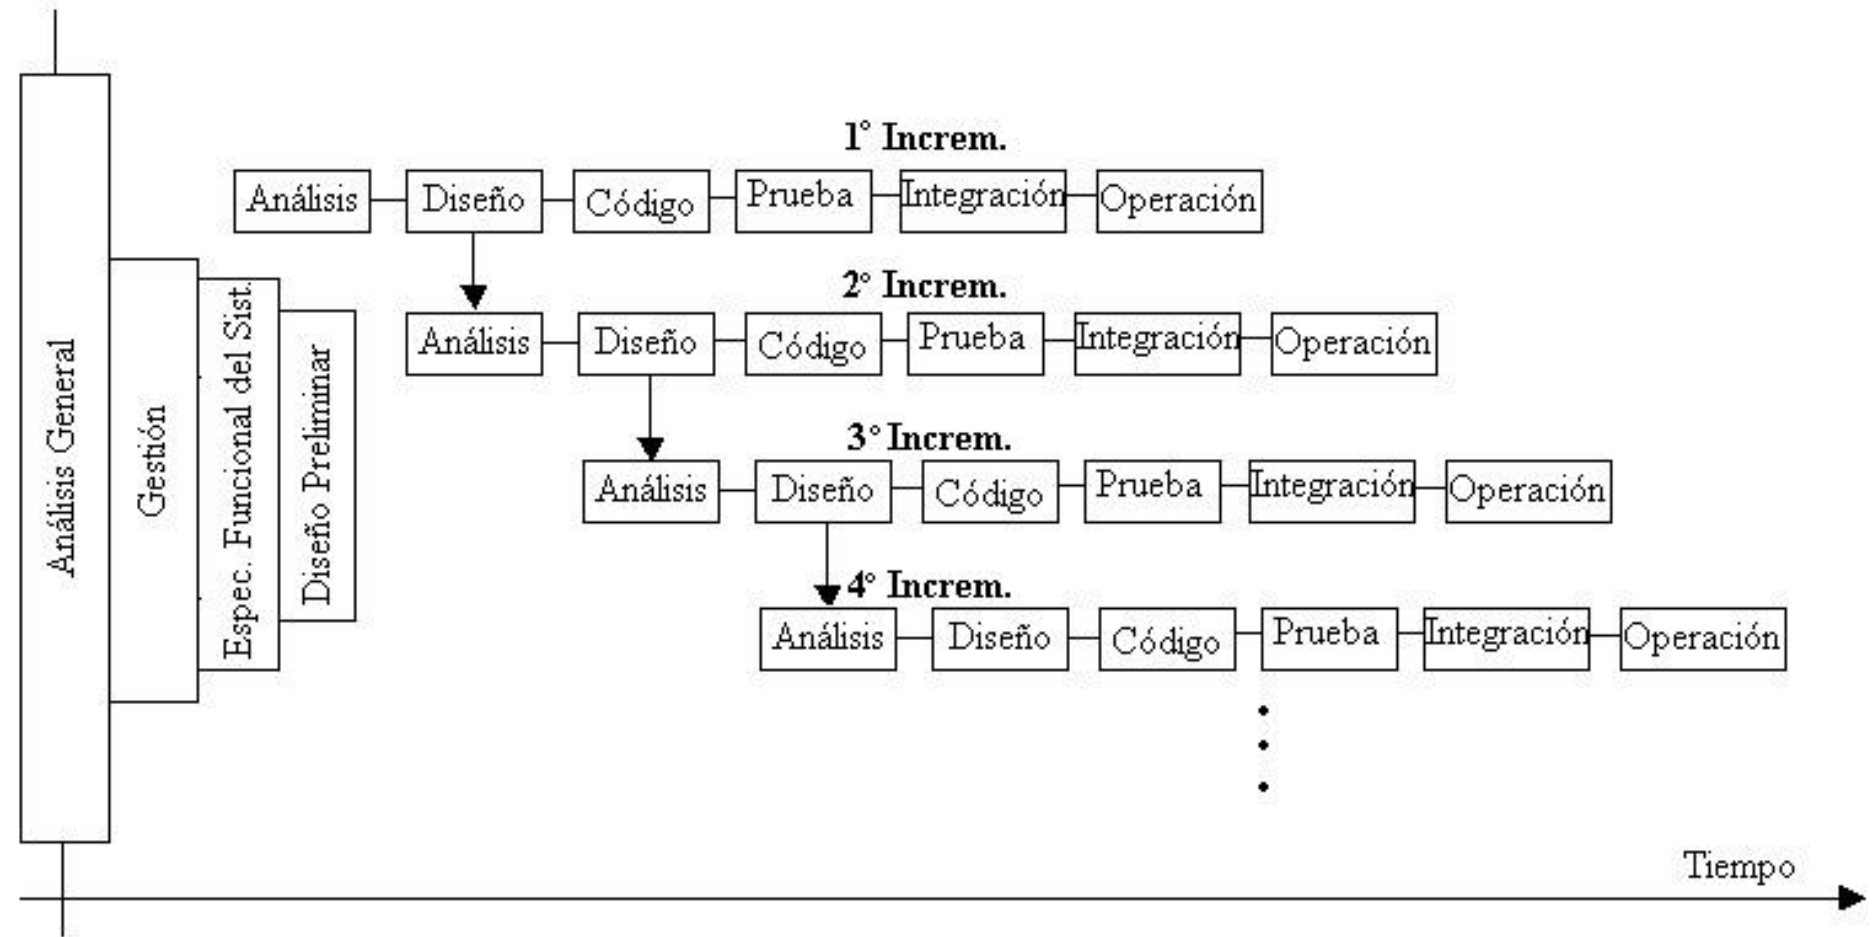 Análisis General
Gestión
Espec. Funcional del Sist.
Diseño Preliminar
1° Increm.
Análisis Diseño Código Prueba Integración Operación
2° Increm.
Análisis Diseño Código Prueba Integración Operación
3° Increm.
Análisis Diseño Código Prueba Integración Operación
4° Increm.
Análisis Diseño Código Prueba Integración Operación
Tiempo